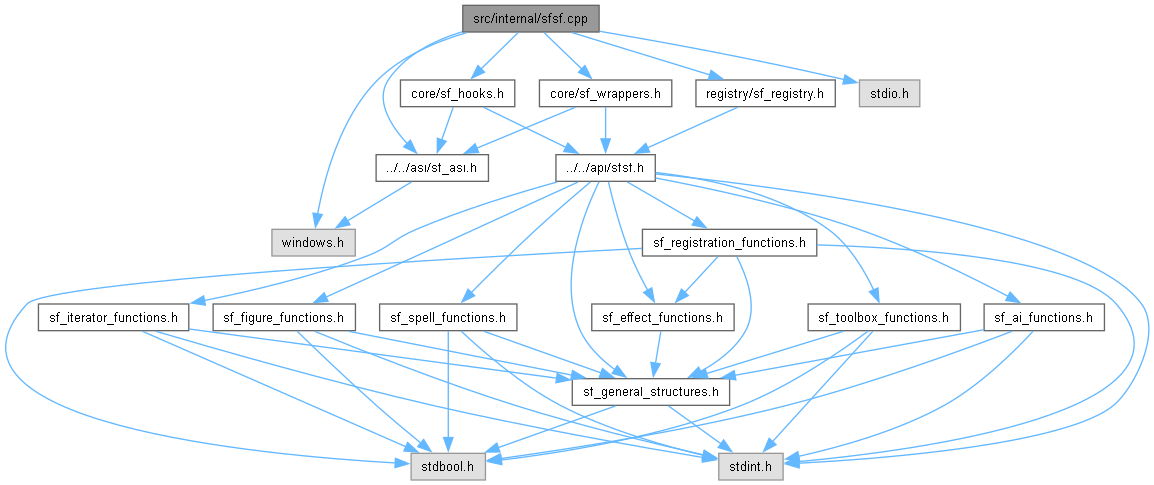 src/internal/sfsf.cpp
core/sf_hooks.h
core/sf_wrappers.h
registry/sf_registry.h
stdio.h
../../asi/sf_asi.h
../../api/sfsf.h
windows.h
sf_registration_functions.h
sf_iterator_functions.h
sf_figure_functions.h
sf_spell_functions.h
sf_effect_functions.h
sf_toolbox_functions.h
sf_ai_functions.h
sf_general_structures.h
stdbool.h
stdint.h